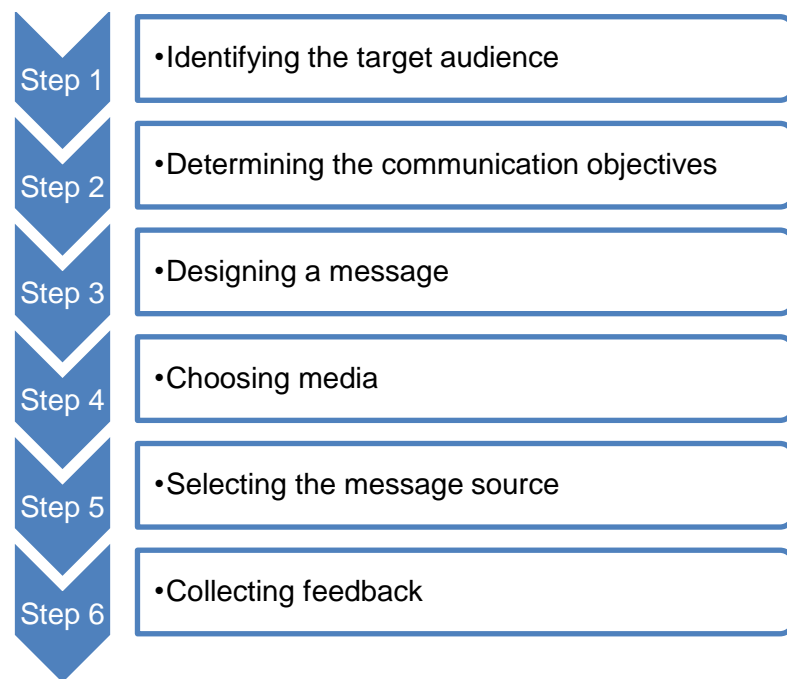 Step 1
•Identifying the target audience
Step 2
•Determining the communication objectives
Step 3
•Designing a message
Step 4
•Choosing media
Step 5
•Selecting the message source
Step 6
•Collecting feedback